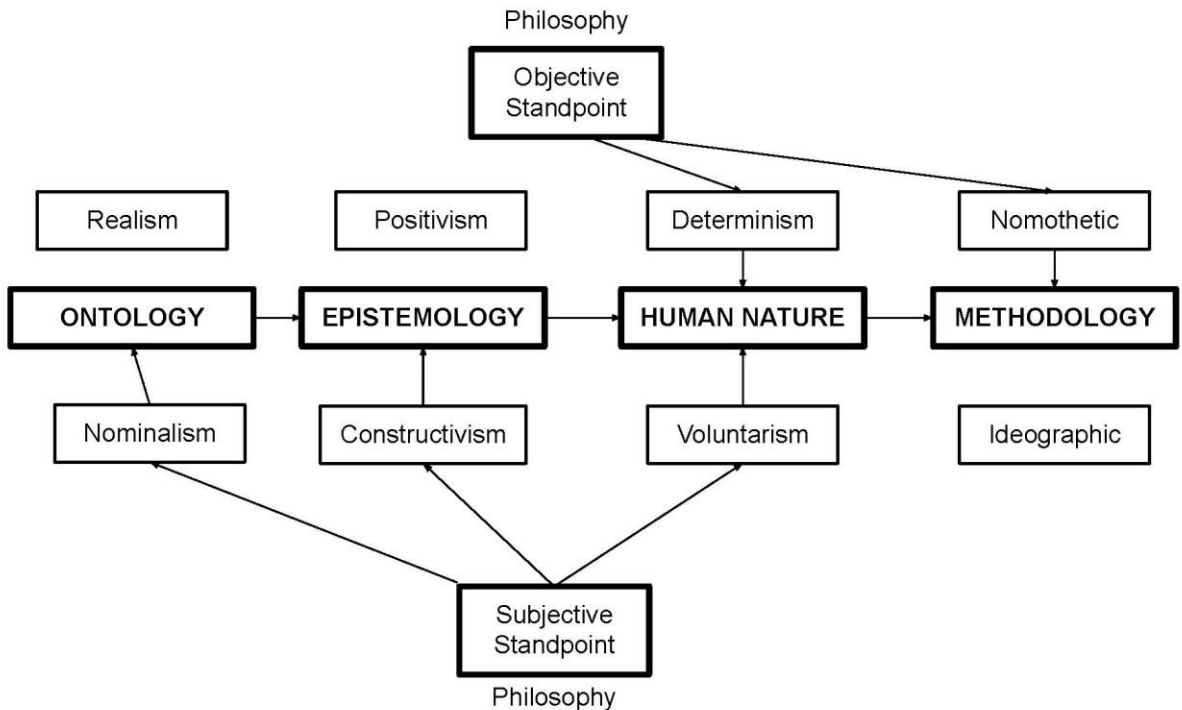 Philosophy
Objective
Standpoint
Realism
Positivism
Determinism
Nomothetic
ONTOLOGY
EPISTEMOLOGY
HUMAN NATURE
METHODOLOGY
Nominalism
Constructivism
Voluntarism
Ideographic
Subjective
Standpoint
Philosophy